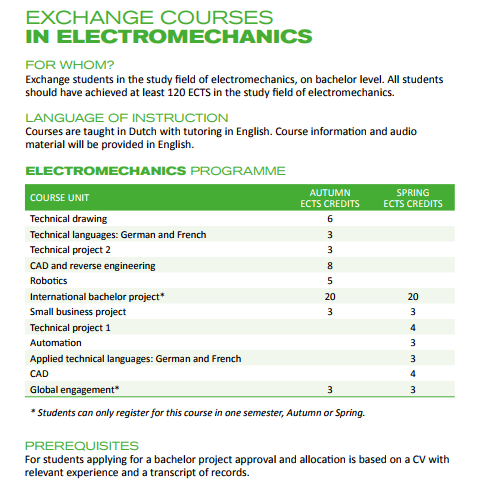 EXCHANGE COURSES
IN ELECTROMECHANICS
FOR WHOM?
Exchange students in the study field of electromechanics, on bachelor level. All students
should have achieved at least 120 ECTS in the study field of electromechanics.
LANGUAGE OF INSTRUCTION
Courses are taught in Dutch with tutoring in English. Course information and audio
material will be provided in English.
ELECTROMECHANICS PROGRAMME
COURSE UNIT AUTUMN ECTS CREDITS SPRING ECTS CREDITS
Technical drawing 6
Technical languages: German and French 3
Technical project 2 3
CAD and reverse engineering 8
Robotics 5
International bachelor project* 20 20
Small business project 3 3
Technical project 1 4
Automation 3
Applied technical languages: German and French 3
CAD 4
Global engagement* 3 3
* Students can only register for this course in one semester, Autumn or Spring.
PREREQUISITES
For students applying for a bachelor project approval and allocation is based on a CV with
relevant experience and a transcript of records.